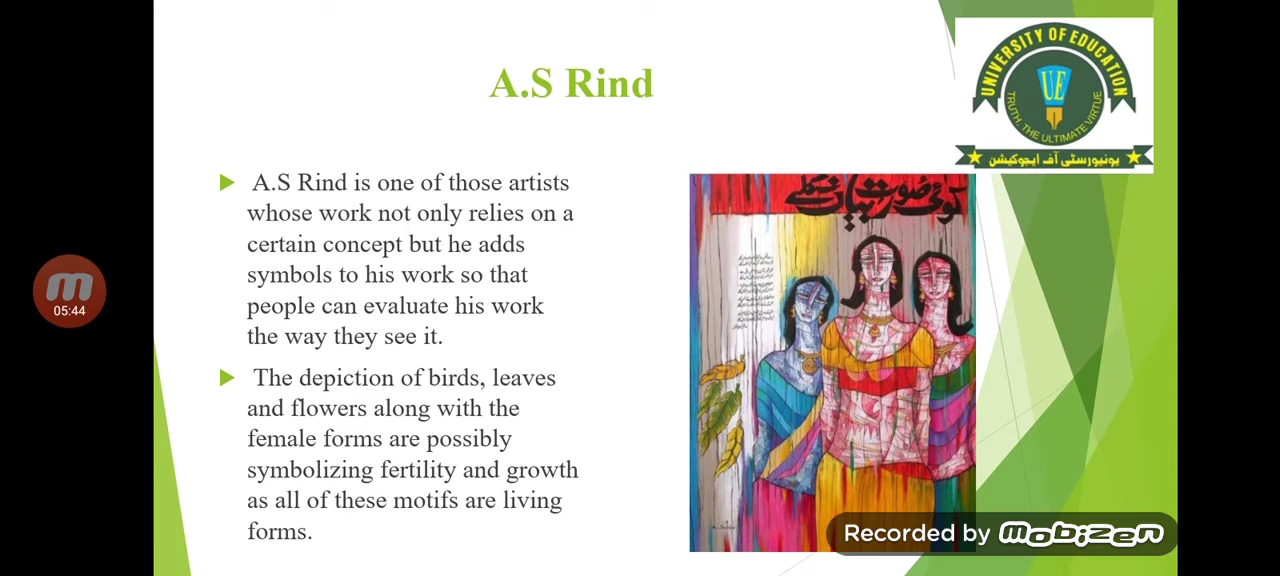 A.S Rind
UNIVERSITY OF EDUCATION
UE
TRUTH, THE ULTIMATE VIRTUE
یونیورسٹی آف ایجوکیشن
A.S Rind is one of those artists
whose work not only relies on a
certain concept but he adds
symbols to his work so that
people can evaluate his work
the way they see it.
The depiction of birds, leaves
and flowers along with the
female forms are possibly
symbolizing fertility and growth
as all of these motifs are living
forms.
کوئی صورت یہاں نکلے
M
05:44
Recorded by mobizen